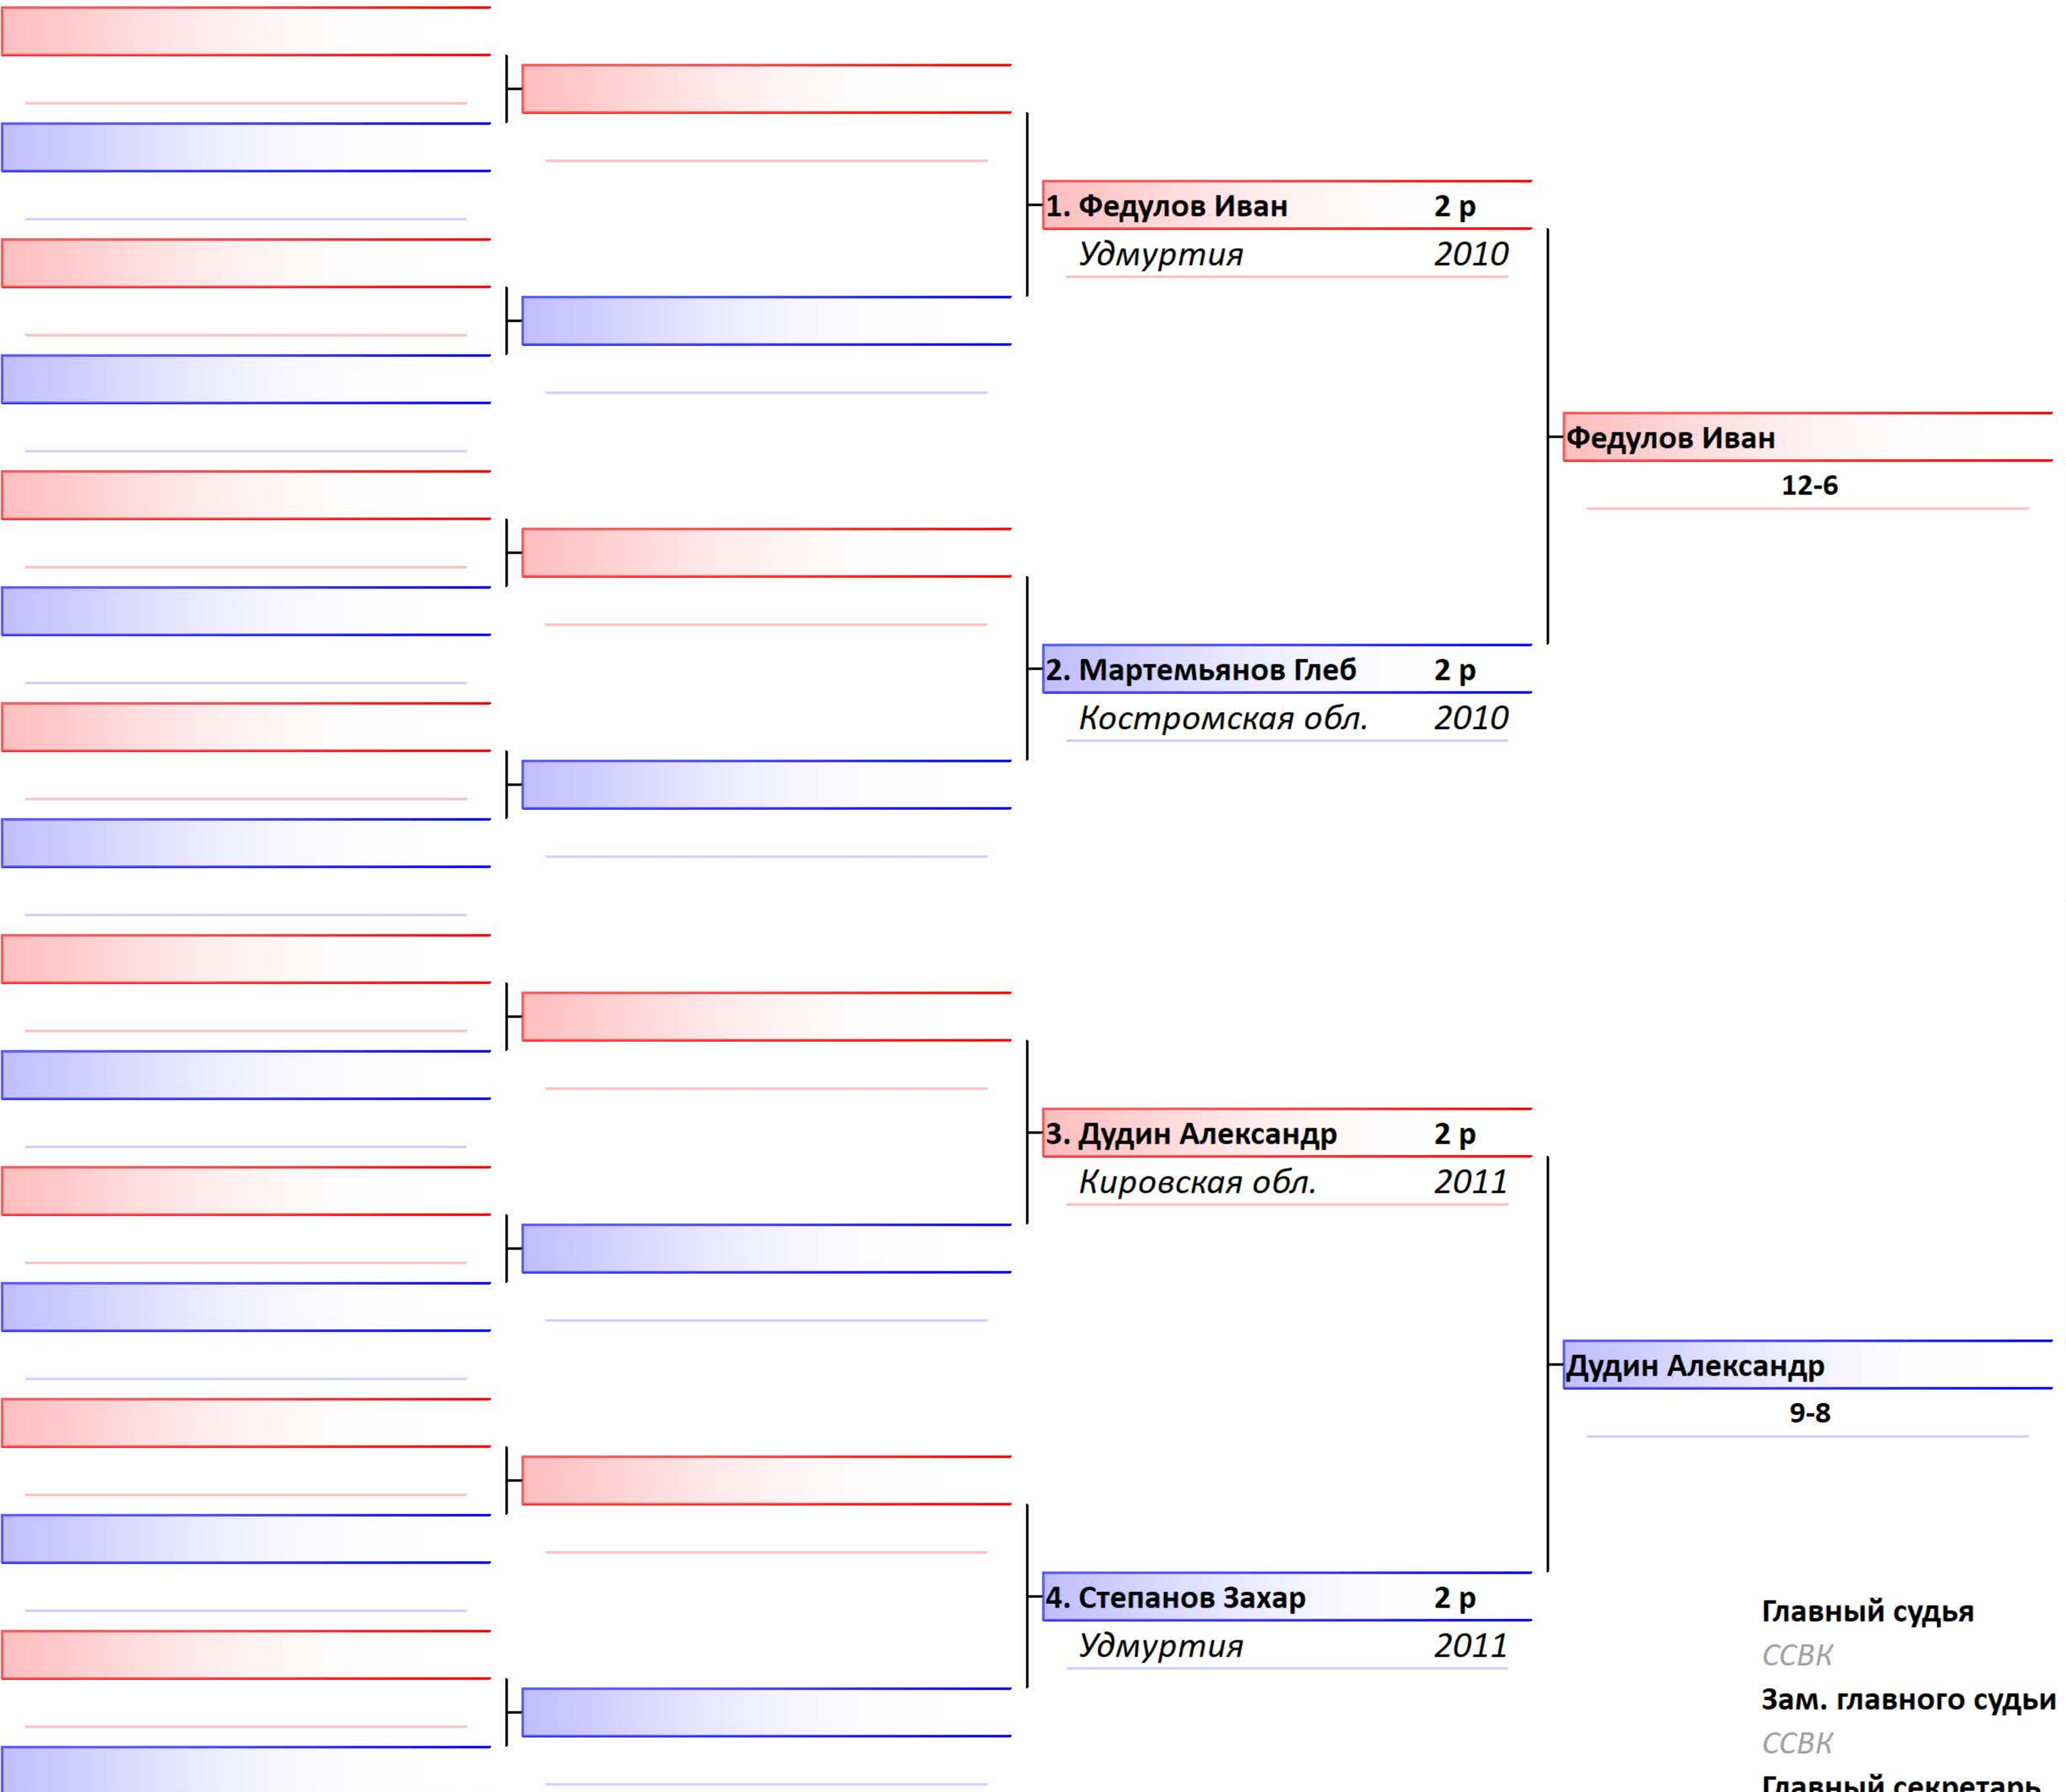 1. Федулов Иван 2 р
Удмуртия 2010
Федулов Иван
12-6
2. Мартемьянов Глеб 2 р
Костромская обл. 2010
3. Дудин Александр 2 р
Кировская обл. 2011
Дудин Александр
9-8
4. Степанов Захар 2 р
Удмуртия 2011
Главный судья
ССВК
Зам. главного судьи
ССВК
Главный секретарь